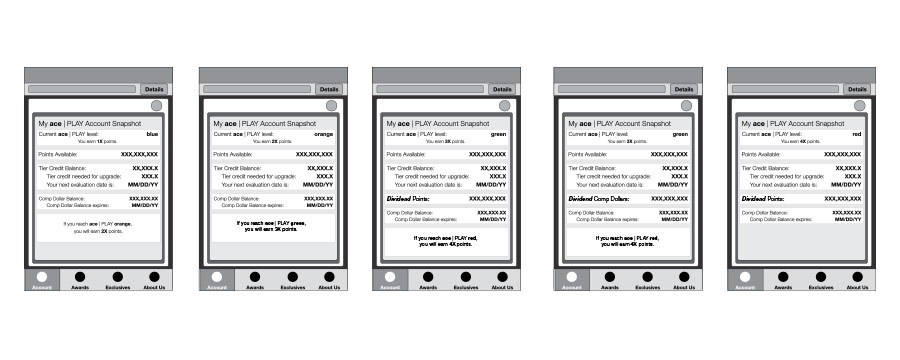 Details
My ace | PLAY Account Snapshot
Current ace | PLAY level: blue
You earn 1X points.
Points Available: XXX,XXX,XXX
Tier Credit Balance: XX,XXX.X
Tier credit needed for upgrade: XXX.X
Your next evaluation date is: MM/DD/YY
Comp Dollar Balance: XXX,XXX.XX
Comp Dollar Balance expires: MM/DD/YY
If you reach ace | PLAY orange,
you will earn 2X points.
Account Awards Exclusives About Us
Details
My ace | PLAY Account Snapshot
Current ace | PLAY level: orange
You earn 2X points.
Points Available: XXX,XXX,XXX
Tier Credit Balance: XX,XXX.X
Tier credit needed for upgrade: XXX.X
Your next evaluation date is: MM/DD/YY
Comp Dollar Balance: XXX,XXX.XX
Comp Dollar Balance expires: MM/DD/YY
If you reach ace | PLAY green,
you will earn 3X points.
Account Awards Exclusives About Us
Details
My ace | PLAY Account Snapshot
Current ace | PLAY level: green
You earn 3X points.
Points Available: XXX,XXX,XXX
Tier Credit Balance: XX,XXX.X
Tier credit needed for upgrade: XXX.X
Your next evaluation date is: MM/DD/YY
Dividend Points: XXX,XXX,XXX
Comp Dollar Balance: XXX,XXX.XX
Comp Dollar Balance expires: MM/DD/YY
If you reach ace | PLAY red,
you will earn 4X points.
Account Awards Exclusives About Us
Details
My ace | PLAY Account Snapshot
Current ace | PLAY level: green
You earn 3X points.
Points Available: XXX,XXX,XXX
Tier Credit Balance: XX,XXX.X
Tier credit needed for upgrade: XXX.X
Your next evaluation date is: MM/DD/YY
Dividend Comp Dollars: XXX,XXX,XXX
Comp Dollar Balance: XXX,XXX.XX
Comp Dollar Balance expires: MM/DD/YY
If you reach ace | PLAY red,
you will earn 4X points.
Account Awards Exclusives About Us
Details
My ace | PLAY Account Snapshot
Current ace | PLAY level: red
You earn 4X points.
Points Available: XXX,XXX,XXX
Tier Credit Balance: XX,XXX.X
Tier credit needed for upgrade: XXX.X
Your next evaluation date is: MM/DD/YY
Dividend Points: XXX,XXX,XXX
Comp Dollar Balance: XXX,XXX.XX
Comp Dollar Balance expires: MM/DD/YY
Account Awards Exclusives About Us